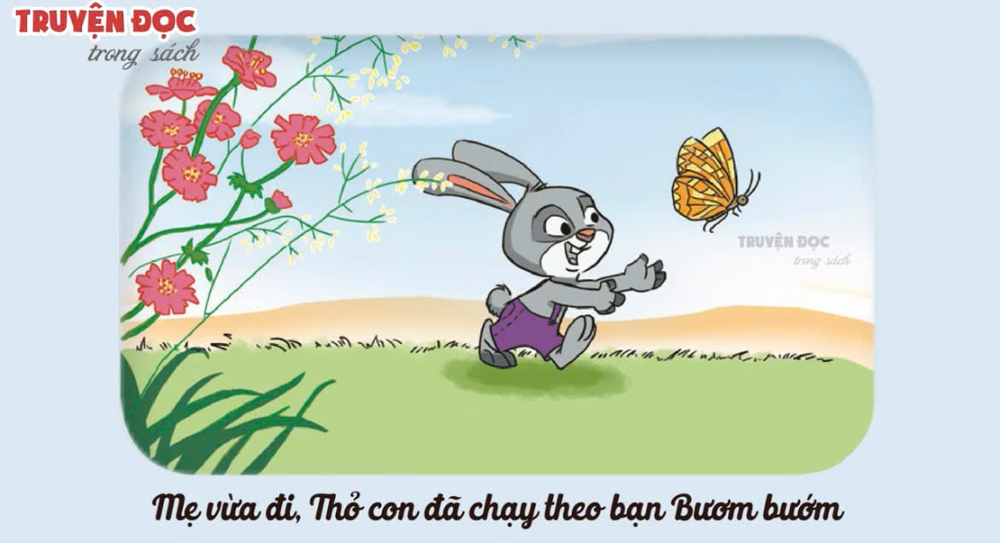 TRUYỆN ĐỌC
trong sách
TRUYỆN ĐỌC
trong sách
Mẹ vừa đi, Thỏ con đã chạy theo bạn Bươm bướm